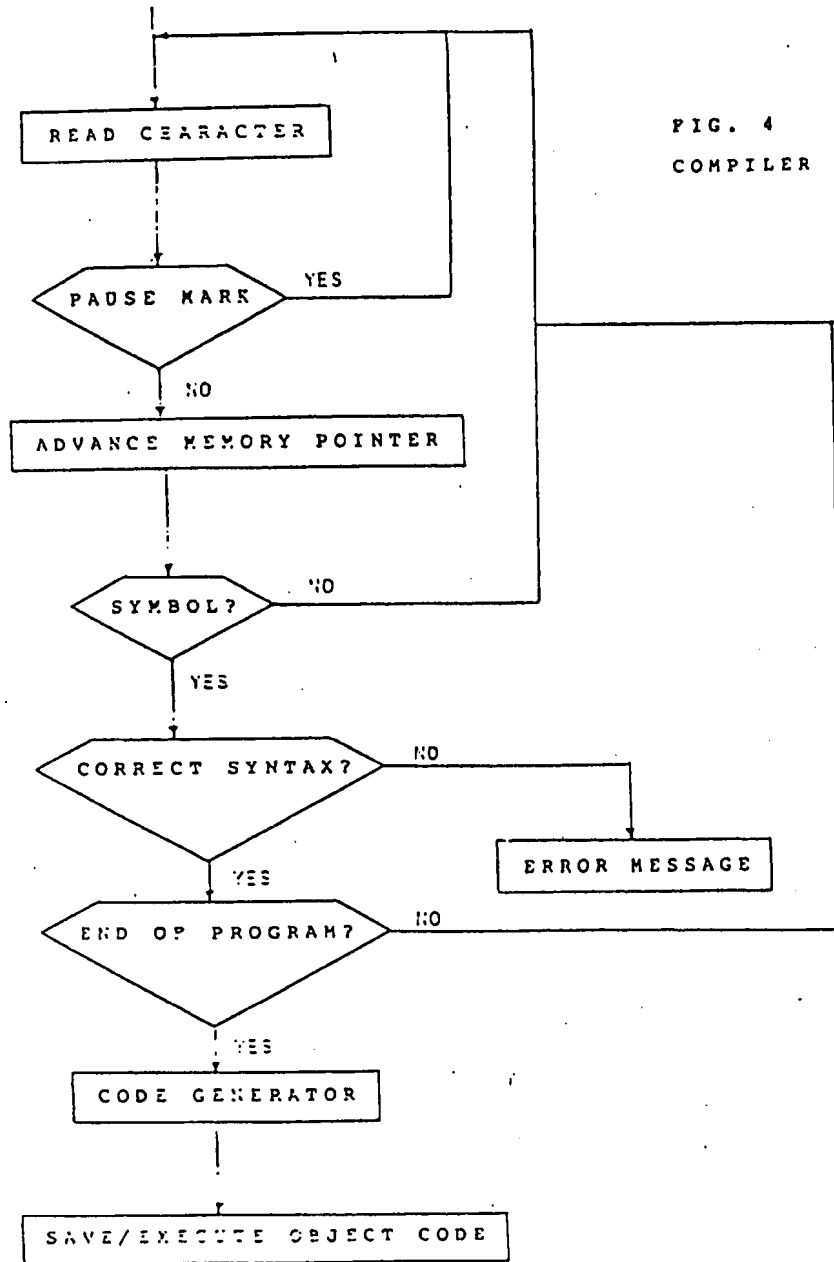 READ CHARACTER
FIG. 4
COMPILER
PAUSE MARK
YES
NO
ADVANCE MEMORY POINTER
SYMBOL?
NO
YES
CORRECT SYNTAX?
NO
ERROR MESSAGE
YES
END OF PROGRAM?
NO
YES
CODE GENERATOR
SAVE/EXECUTE OBJECT CODE